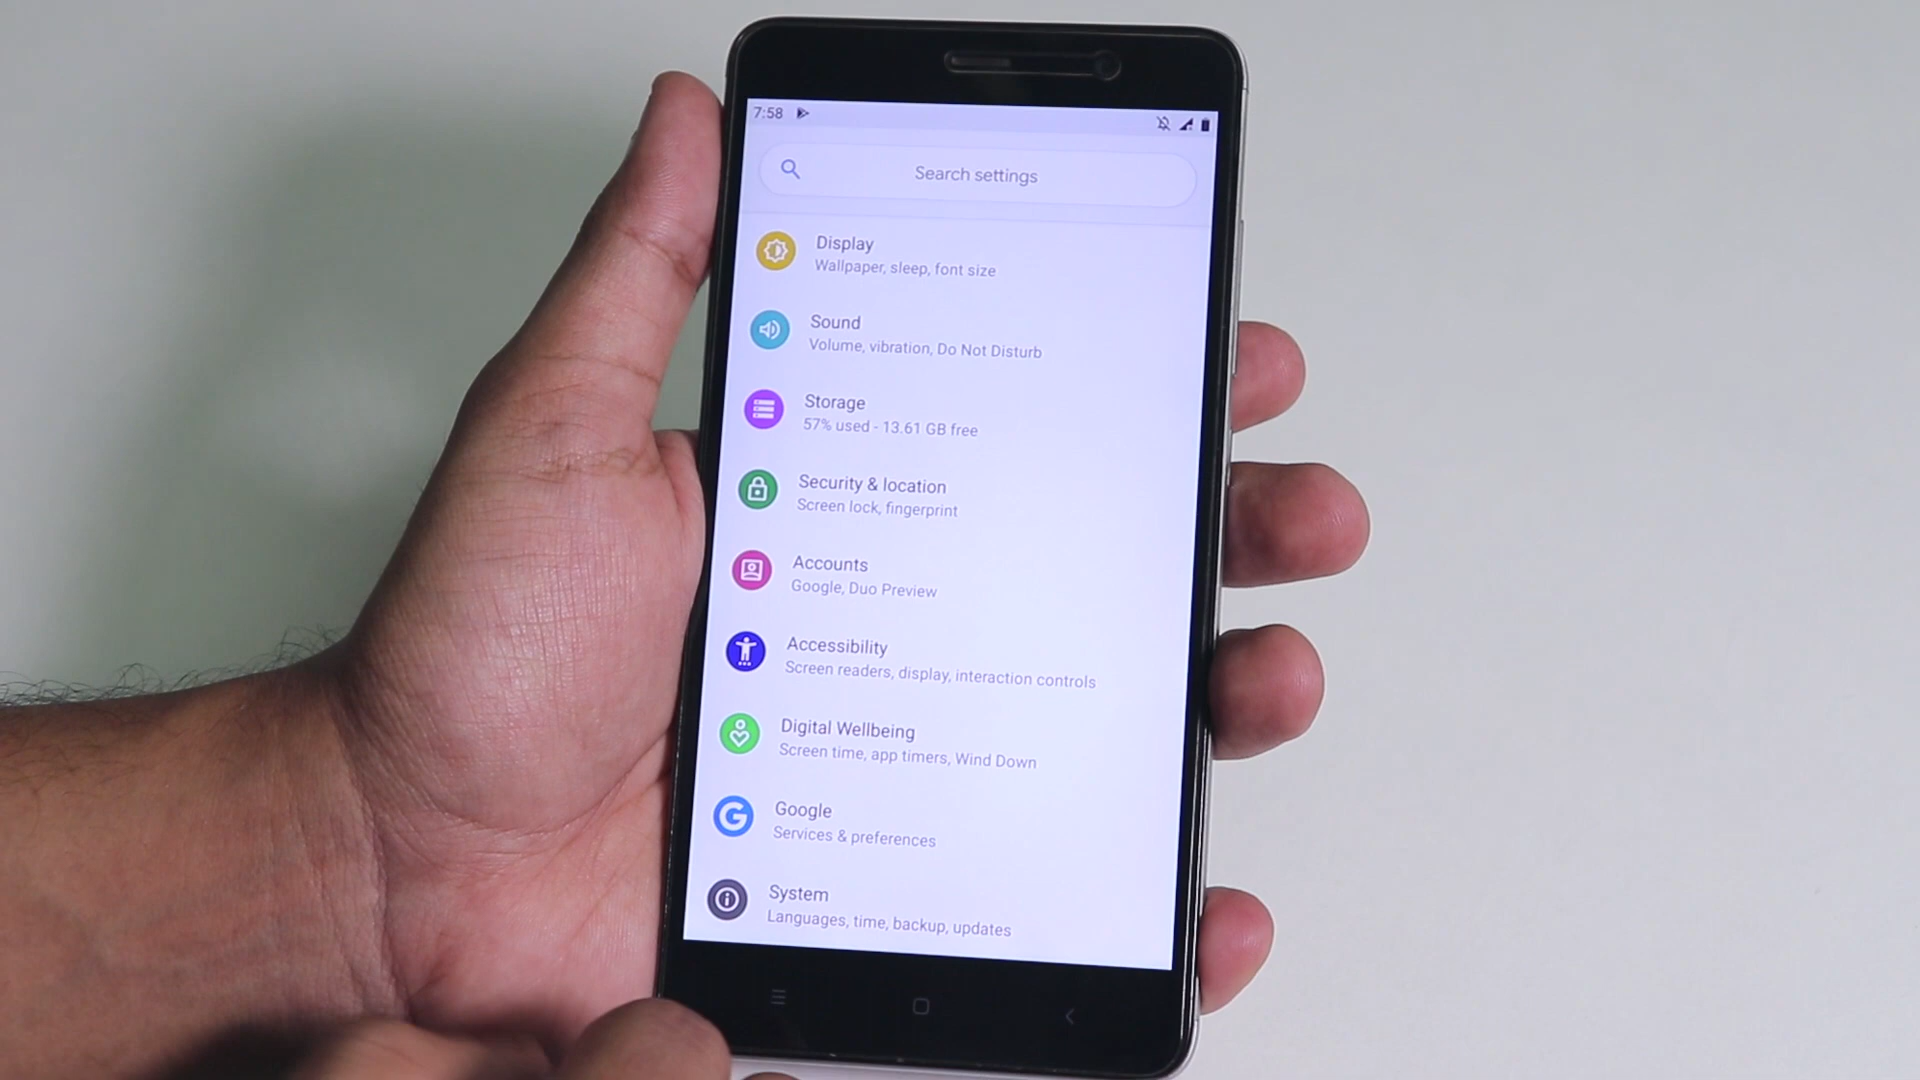 7:58
Search settings
Display
Wallpaper, sleep, font size
Sound
Volume, vibration, Do Not Disturb
Storage
57% used - 13.61 GB free
Security & location
Screen lock, fingerprint
Accounts
Google, Duo Preview
Accessibility
Screen readers, display, interaction controls
Digital Wellbeing
Screen time, app timers, Wind Down
Google
Services & preferences
System
Languages, time, backup, updates